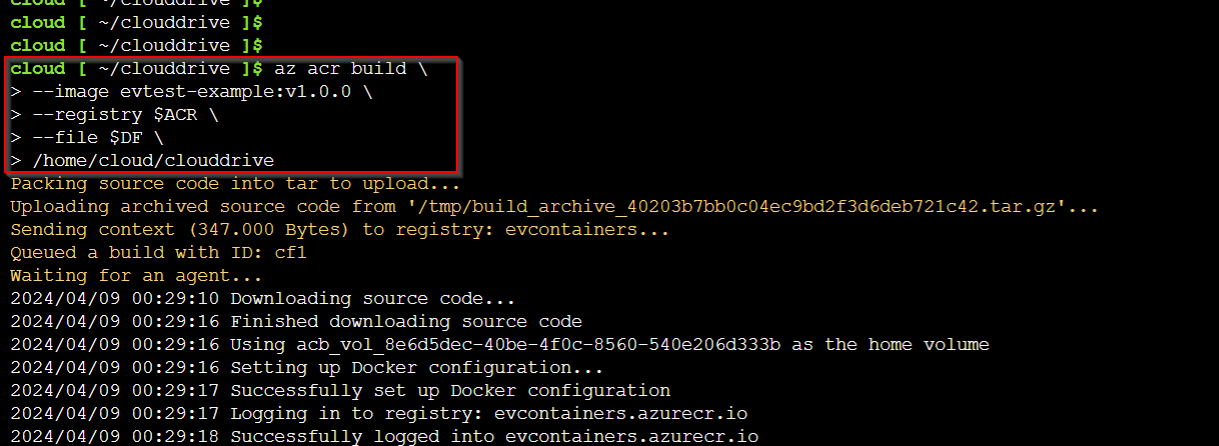 cloud [ ~/clouddrive ]$
cloud [ ~/clouddrive ]$
cloud [ ~/clouddrive ]$
cloud [ ~/clouddrive ]$ az acr build \
> --image evtest-example:v1.0.0 \
> --registry $ACR \
> --file $DF \
> /home/cloud/clouddrive
Packing source code into tar to upload...
Uploading archived source code from '/tmp/build_archive_40203b7bb0c04ec9bd2f3d6deb721c42.tar.gz'...
Sending context (347.000 Bytes) to registry: evcontainers...
Queued a build with ID: cf1
Waiting for an agent...
2024/04/09 00:29:10 Downloading source code...
2024/04/09 00:29:16 Finished downloading source code
2024/04/09 00:29:16 Using acb_vol_8e6d5dec-40be-4f0c-8560-540e206d333b as the home volume
2024/04/09 00:29:16 Setting up Docker configuration...
2024/04/09 00:29:17 Successfully set up Docker configuration
2024/04/09 00:29:17 Logging in to registry: evcontainers.azurecr.io
2024/04/09 00:29:18 Successfully logged into evcontainers.azurecr.io